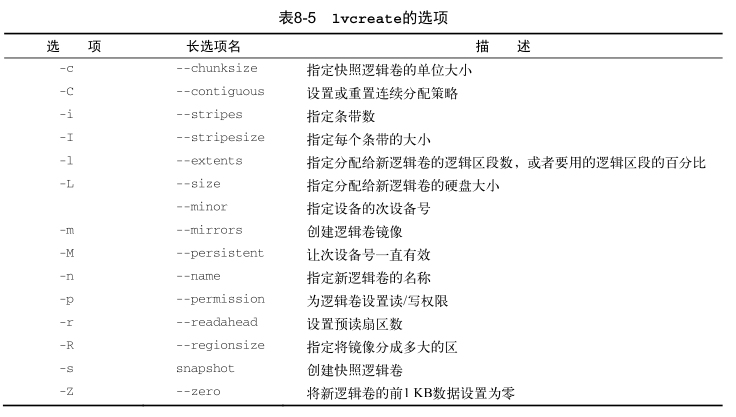 表8-5 lvcreate的选项
选 项 长选项名 描 述
-c --chunksize 指定快照逻辑卷的单位大小
-C --contiguous 设置或重置连续分配策略
-i --stripes 指定条带数
-I --stripesize 指定每个条带的大小
-l --extents 指定分配给新逻辑卷的逻辑区段数，或者要用的逻辑区段的百分比
-L --size 指定分配给新逻辑卷的硬盘大小
--minor 指定设备的次设备号
-m --mirrors 创建逻辑卷镜像
-M --persistent 让次设备号一直有效
-n --name 指定新逻辑卷的名称
-p --permission 为逻辑卷设置读/写权限
-r --readahead 设置预读扇区数
-R --regionsize 指定将镜像分成多大的区
-s snapshot 创建快照逻辑卷
-Z --zero 将新逻辑卷的前1 KB数据设置为零